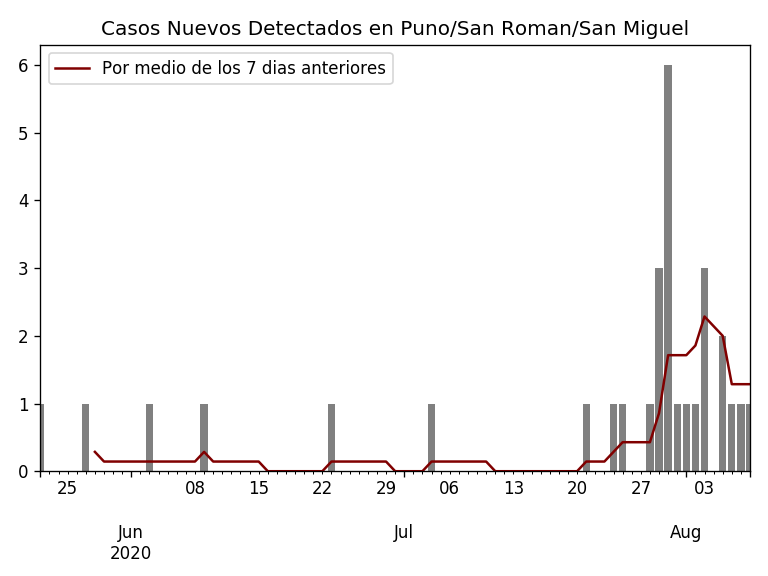 Casos Nuevos Detectados en Puno/San Roman/San Miguel
Por medio de los 7 dias anteriores
6
5
4
3
2
1
0
25 08 15 22 29 06 13 20 27 03
Jun Jul Aug
2020